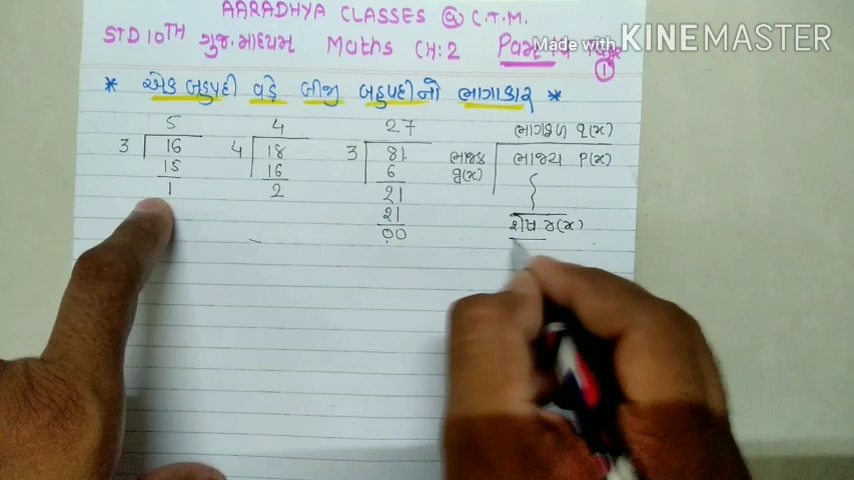 AARADHYA CLASSES @ C.T.M.
STD 10TH ગુજ. માધ્યમ Maths CH: 2
Made with KINEMASTER
1
* એક બહુપદી વડે બીજી બહુપદીનો ભાગાકાર *
5 4 27 ભાગફળ q(x)
3 16 4 18 3 81 ભાજક ભાજ્ય P(x)
15 16 6 g(x)
1 2 21
21 શેષ r(x)
00